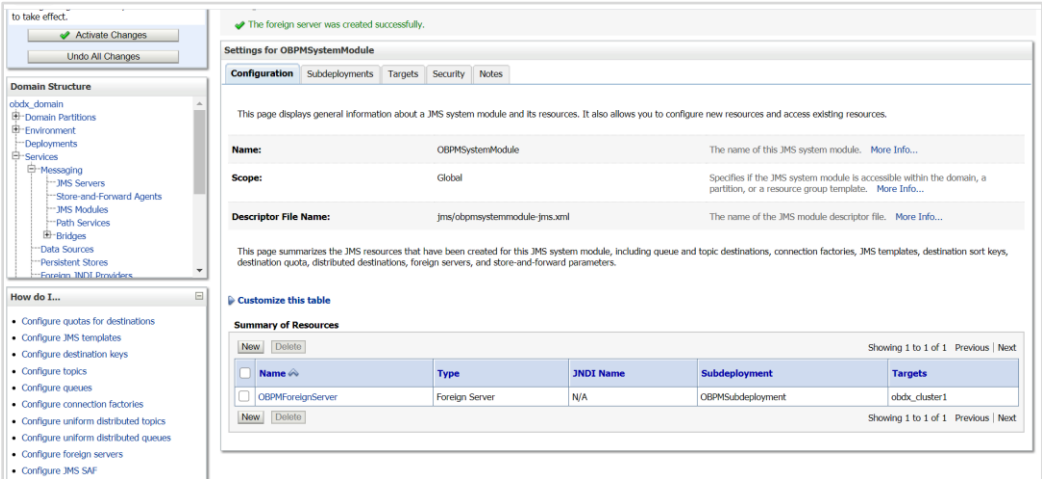 to take effect.
Activate Changes
Undo All Changes
Domain Structure
obdx_domain
Domain Partitions
Environment
Deployments
Services
Messaging
JMS Servers
Store-and-Forward Agents
JMS Modules
Path Services
Bridges
Data Sources
Persistent Stores
Foreign JNDI Providers
How do I...
Configure quotas for destinations
Configure JMS templates
Configure destination keys
Configure topics
Configure queues
Configure connection factories
Configure uniform distributed topics
Configure uniform distributed queues
Configure foreign servers
Configure JMS SAF
The foreign server was created successfully.
Settings for OBPMSystemModule
Configuration Subdeployments Targets Security Notes
This page displays general information about a JMS system module and its resources. It also allows you to configure new resources and access existing resources.
Name: OBPMSystemModule The name of this JMS system module. More Info...
Scope: Global Specifies if the JMS system module is accessible within the domain, a
partition, or a resource group template. More Info...
Descriptor File Name: jms/obpmsystemmodule-jms.xml The name of the JMS module descriptor file. More Info...
This page summarizes the JMS resources that have been created for this JMS system module, including queue and topic destinations, connection factories, JMS templates, destination sort keys,
destination quota, distributed destinations, foreign servers, and store-and-forward parameters.
Customize this table
Summary of Resources
New Delete Showing 1 to 1 of 1 Previous | Next
Name Type JNDI Name Subdeployment Targets
OBPMForeignServer Foreign Server N/A OBPMSubdeployment obdx_cluster1
New Delete Showing 1 to 1 of 1 Previous | Next